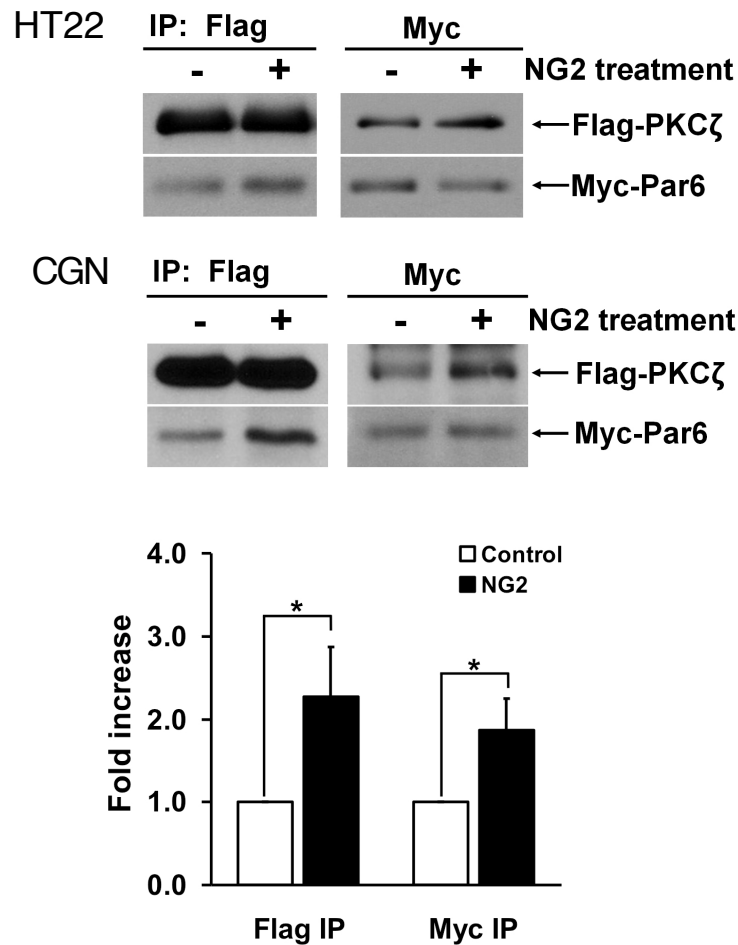 HT22 IP: Flag Myc
- + - + NG2 treatment
Flag-PKCζ
Myc-Par6
CGN IP: Flag Myc
- + - + NG2 treatment
Flag-PKCζ
Myc-Par6
4.0
3.0
2.0
1.0
0.0
Fold increase
Control
NG2
*
*
Flag IP Myc IP